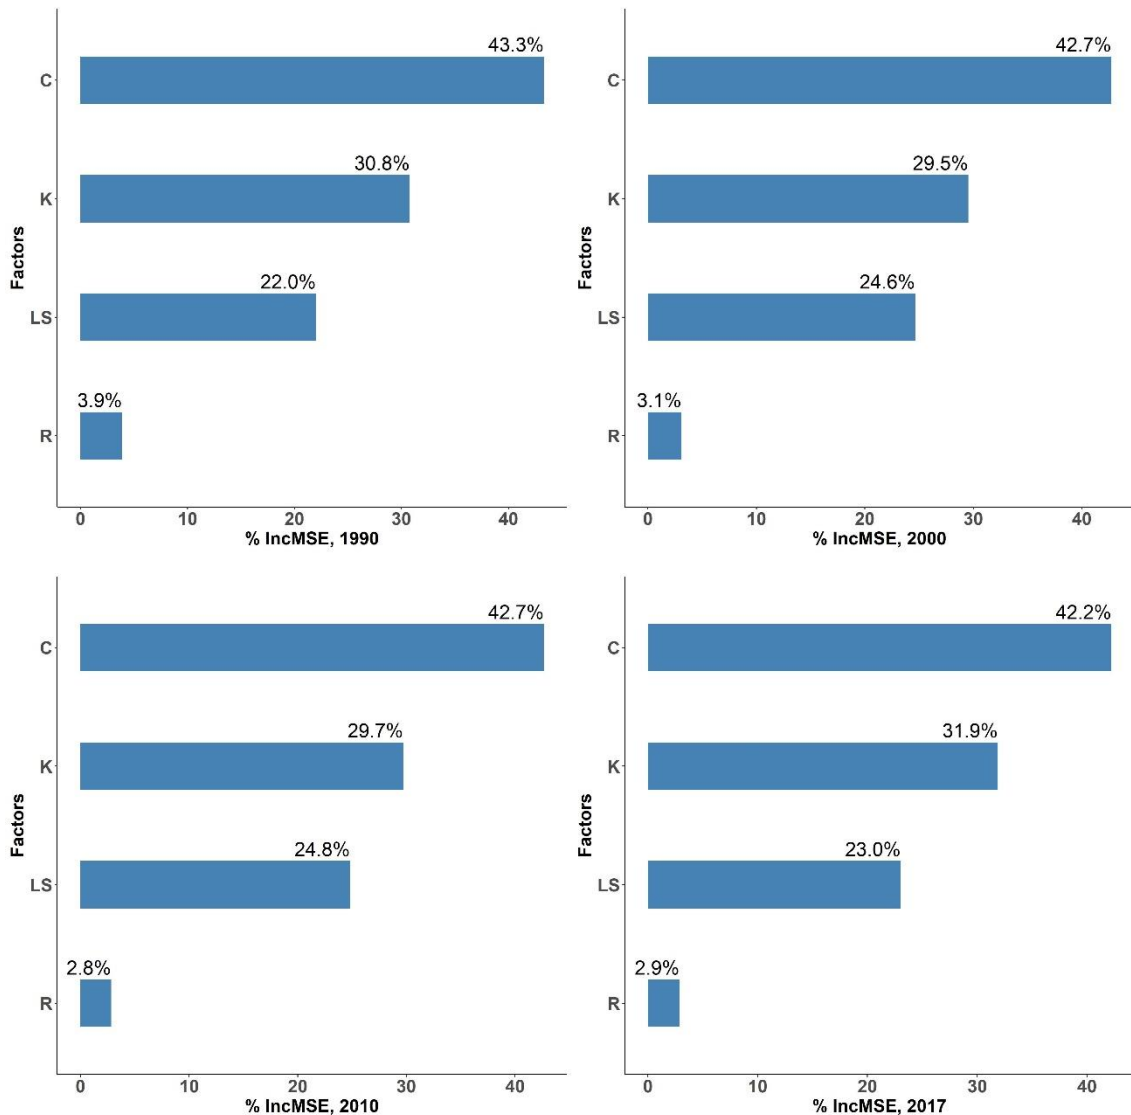 43.3%
C
30.8%
K
22.0%
LS
3.9%
R
Factors
0 10 20 30 40
% IncMSE, 1990
42.7%
C
29.5%
K
24.6%
LS
3.1%
R
Factors
0 10 20 30 40
% IncMSE, 2000
42.7%
C
29.7%
K
24.8%
LS
2.8%
R
Factors
0 10 20 30 40
% IncMSE, 2010
42.2%
C
31.9%
K
23.0%
LS
2.9%
R
Factors
0 10 20 30 40
% IncMSE, 2017